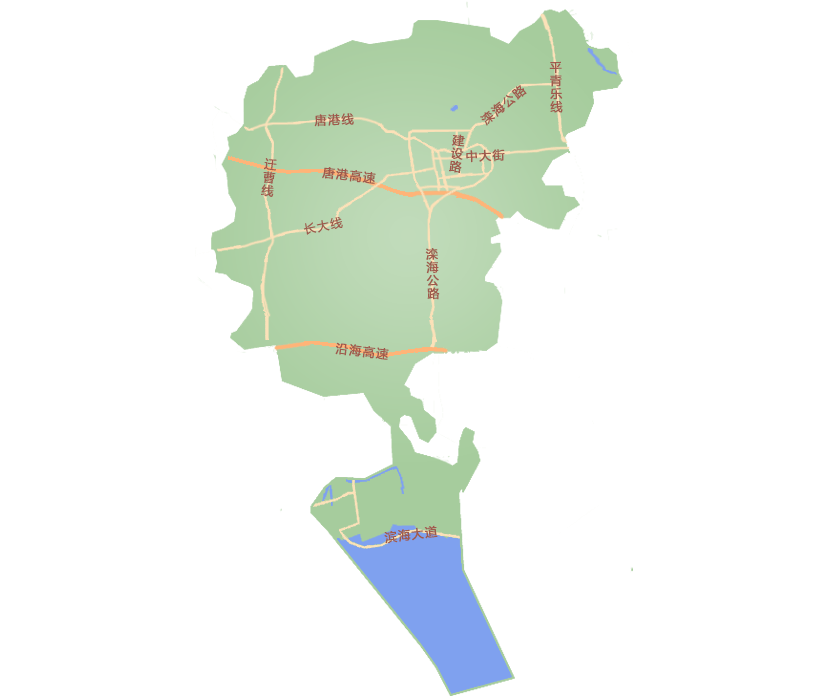 平青乐线
滦海公路
唐港线
建设路
中大街
迁曹线
唐港高速
长大线
滦海公路
沿海高速
滨海大道